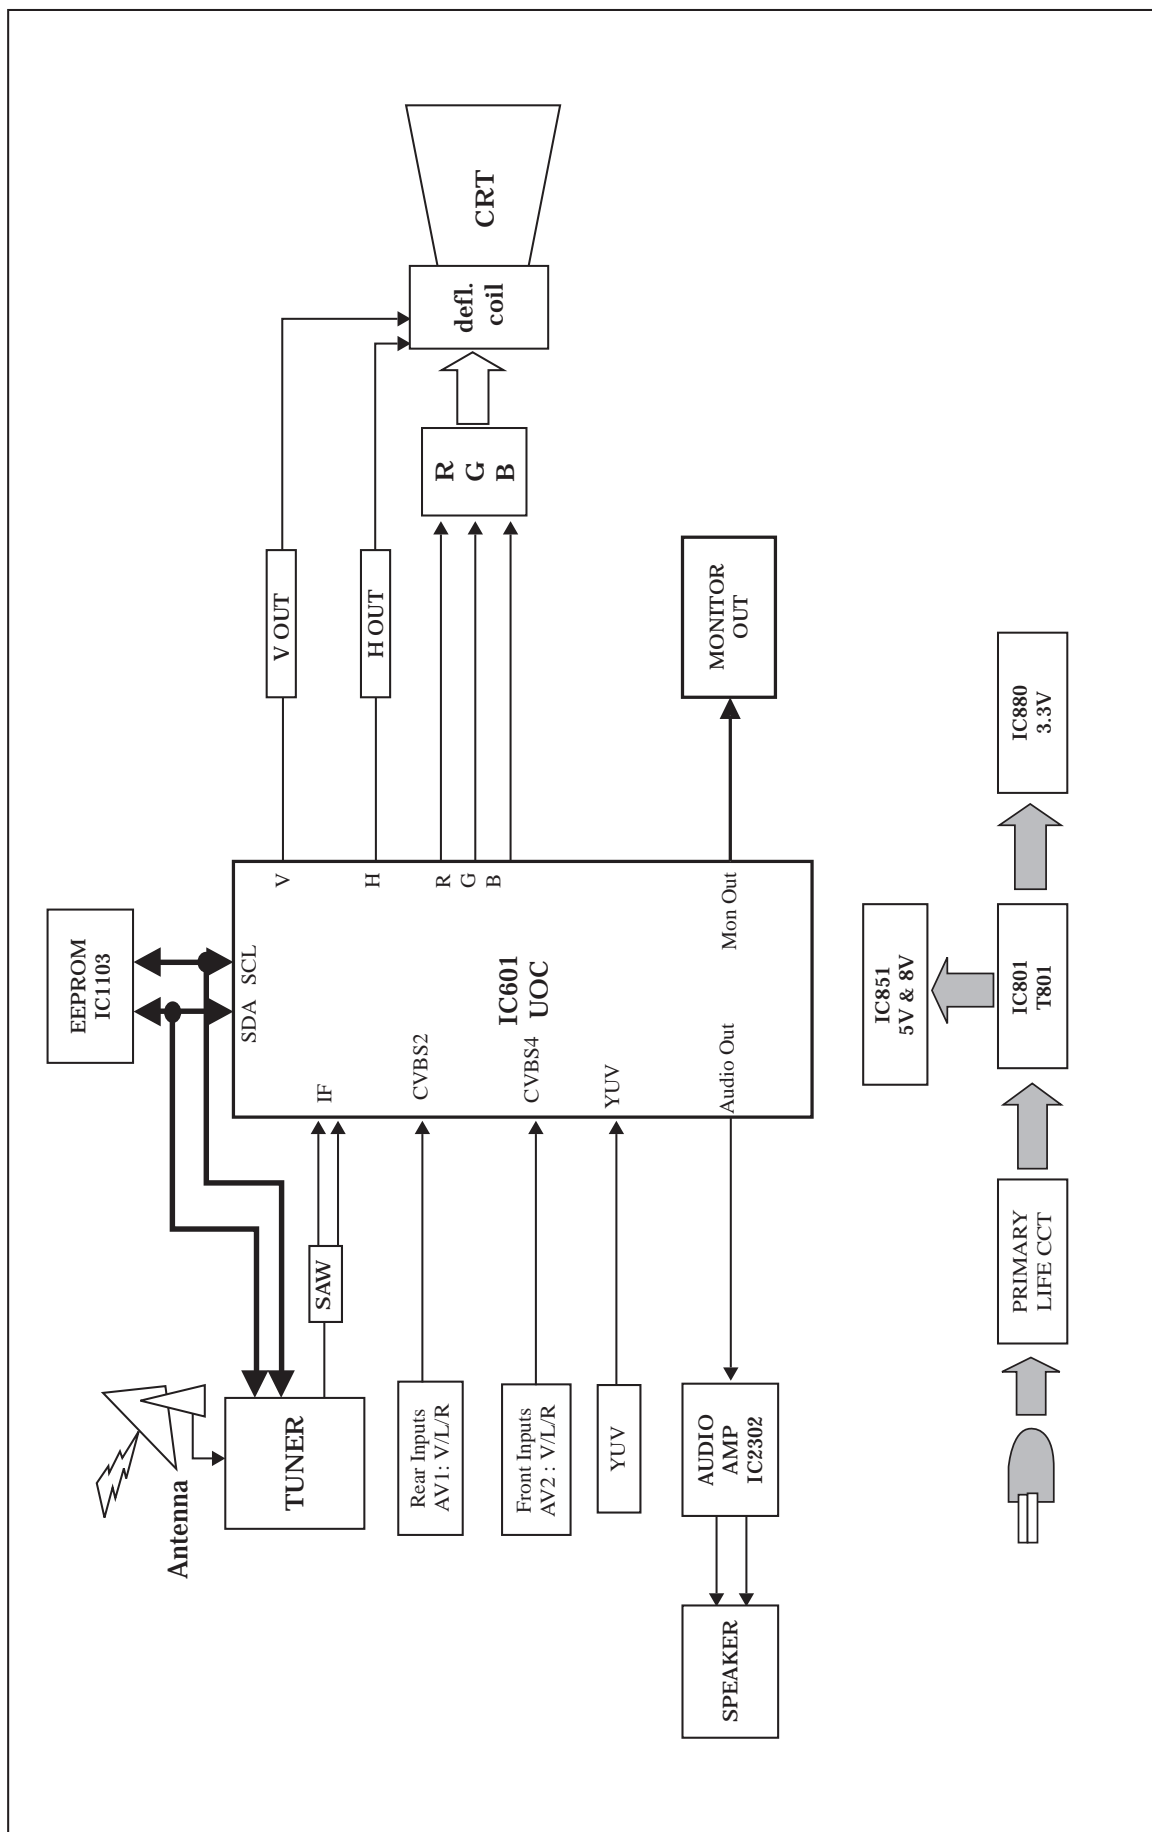 EEPROM
IC1103
SDA
SCL
V
V OUT
H
H OUT
defl.
coil
CRT
R
G
B
R
G
B
Antenna
TUNER
SAW
IF
Rear Inputs
AV1: V/L/R
CVBS2
Front Inputs
AV2 : V/L/R
CVBS4
IC601
UOC
YUV
YUV
SPEAKER
AUDIO
AMP
IC2302
Audio Out
Mon Out
MONITOR
OUT
IC851
5V & 8V
PRIMARY
LIFE CCT
IC801
T801
IC880
3.3V